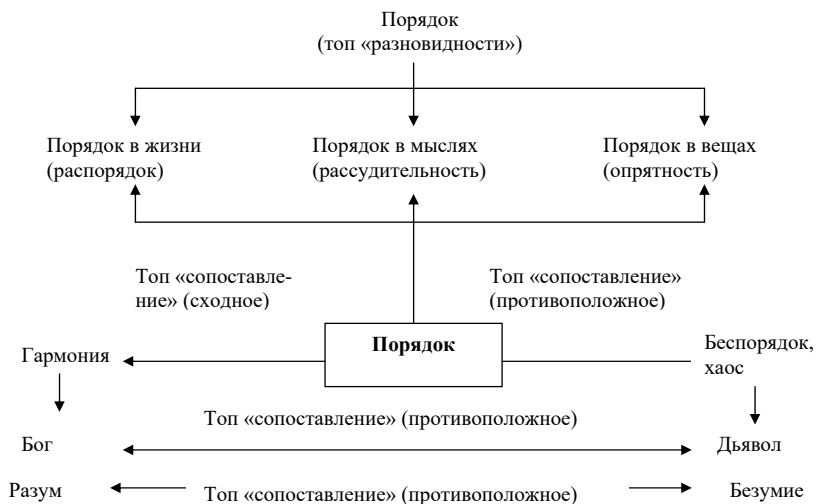 Порядок
(топ «разновидности»)
Порядок в жизни
(распорядок)
Порядок в мыслях
(рассудительность)
Порядок в вещах
(опрятность)
Топ «сопоставле-
ние» (сходное)
Топ «сопоставление»
(противоположное)
Гармония
Порядок
Беспорядок,
хаос
Топ «сопоставление» (противоположное)
Бог
Дьявол
Разум
Топ «сопоставление» (противоположное)
Безумие